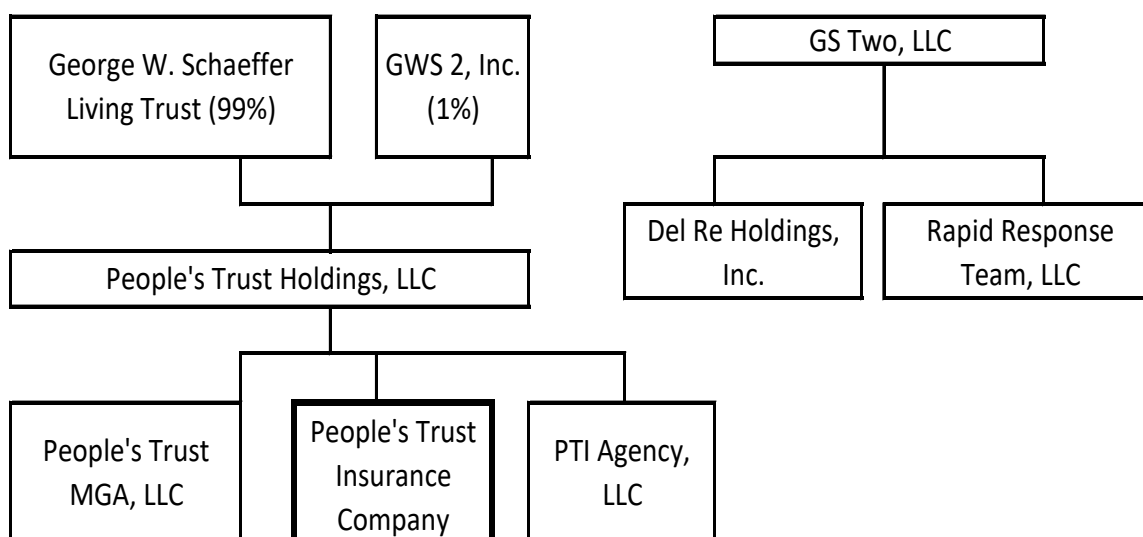 George W. Schaeffer
Living Trust (99%)
GWS 2, Inc.
(1%)
GS Two, LLC
Del Re Holdings,
Inc.
Rapid Response
Team, LLC
People's Trust Holdings, LLC
People's Trust
MGA, LLC
People's Trust
Insurance
Company
PTI Agency,
LLC